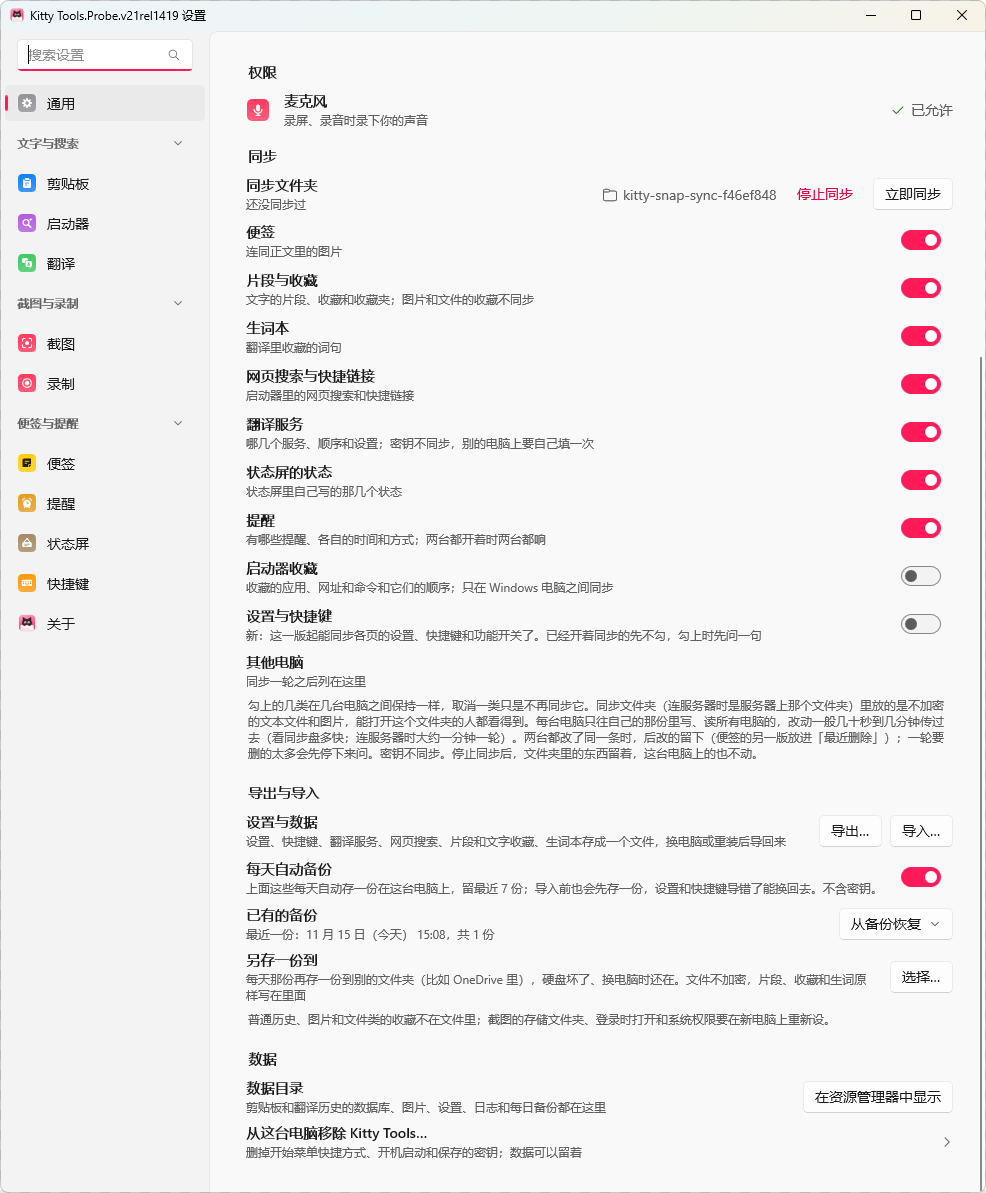 Kitty Tools.Probe.v21rel1419 设置
搜索设置
通用
文字与搜索
剪贴板
启动器
翻译
截图与录制
截图
录制
便签与提醒
便签
提醒
状态屏
快捷键
关于
权限
麦克风
录屏、录音时录下你的声音
已允许
同步
同步文件夹
还没同步过
kitty-snap-sync-f46ef848
停止同步
立即同步
便签
连同正文里的图片
片段与收藏
文字的片段、收藏和收藏夹；图片和文件的收藏不同步
生词本
翻译里收藏的词句
网页搜索与快捷链接
启动器里的网页搜索和快捷链接
翻译服务
哪几个服务、顺序和设置；密钥不同步，别的电脑上要自己填一次
状态屏的状态
状态屏里自己写的那几个状态
提醒
有哪些提醒、各自的时间和方式；两台都开着时两台都响
启动器收藏
收藏的应用、网址和命令和它们的顺序；只在 Windows 电脑之间同步
设置与快捷键
新：这一版起能同步各页的设置、快捷键和功能开关了。已经开着同步的先不勾，勾上时先问一句
其他电脑
同步一轮之后列在这里
勾上的几类在几台电脑之间保持一样，取消一类只是不再同步它。同步文件夹（连服务器时是服务器上那个文件夹）里放的是不加密
的文本文件和图片，能打开这个文件夹的人都看得到。每台电脑只往自己的那份里写、读所有电脑的，改动一般几十秒到几分钟传过
去（看同步盘多快；连服务器时大约一分钟一轮）。两台都改了同一条时，后改的留下（便签的另一版放进「最近删除」）；一轮要
删的太多会先停下来问。密钥不同步。停止同步后，文件夹里的东西留着，这台电脑上的也不动。
导出与导入
设置与数据
设置、快捷键、翻译服务、网页搜索、片段和文字收藏、生词本存成一个文件，换电脑或重装后导回来
导出...
导入...
每天自动备份
上面这些每天自动存一份在这台电脑上，留最近 7 份；导入前也会先存一份，设置和快捷键导错了能换回去。不含密钥。
已有的备份
最近一份：11 月 15 日（今天） 15:08，共 1 份
从备份恢复
另存一份到
每天那份再存一份到别的文件夹（比如 OneDrive 里），硬盘坏了、换电脑时还在。文件不加密，片段、收藏和生词原
样写在里面
选择...
普通历史、图片和文件类的收藏不在文件里；截图的存储文件夹、登录时打开和系统权限要在新电脑上重新设。
数据
数据目录
剪贴板和翻译历史的数据库、图片、设置、日志和每日备份都在这里
在资源管理器中显示
从这台电脑移除 Kitty Tools...
删掉开始菜单快捷方式、开机启动和保存的密钥；数据可以留着